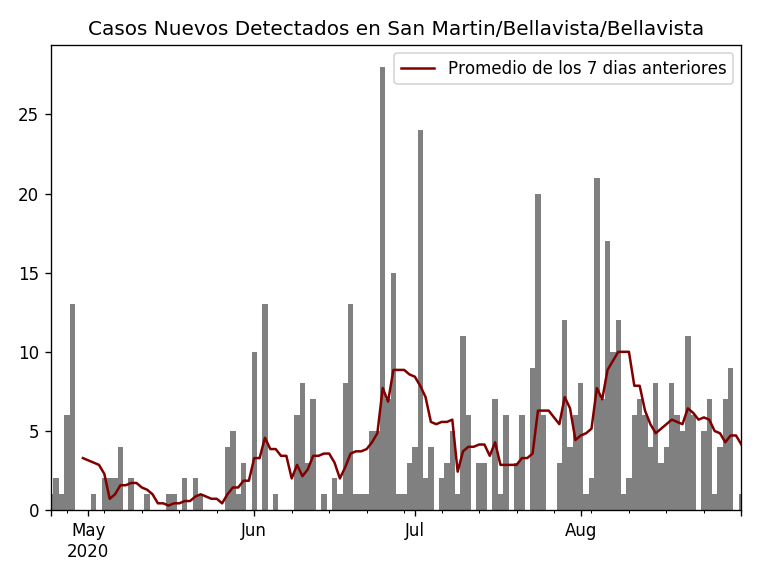 Casos Nuevos Detectados en San Martin/Bellavista/Bellavista
Promedio de los 7 dias anteriores
25
20
15
10
5
0
May Jun Jul Aug
2020